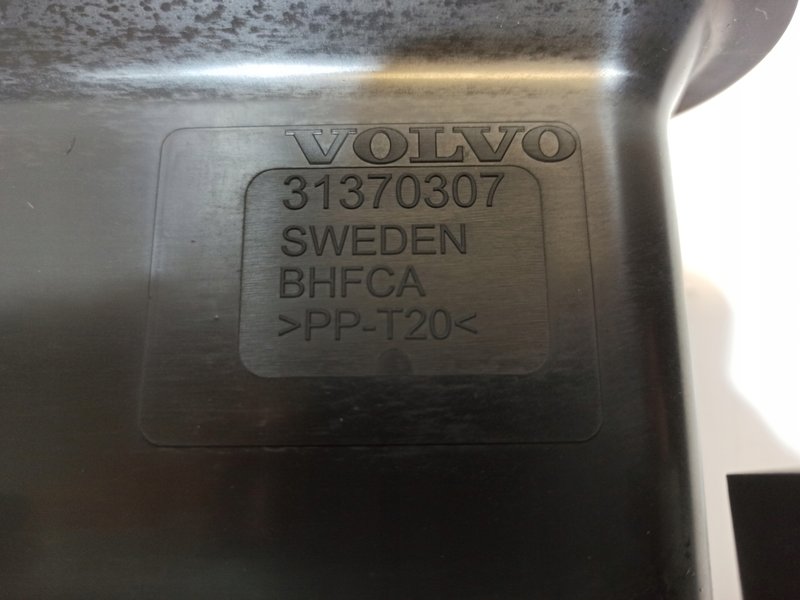 VOLVO
31370307
SWEDEN
BHFCA
>PP-T20<